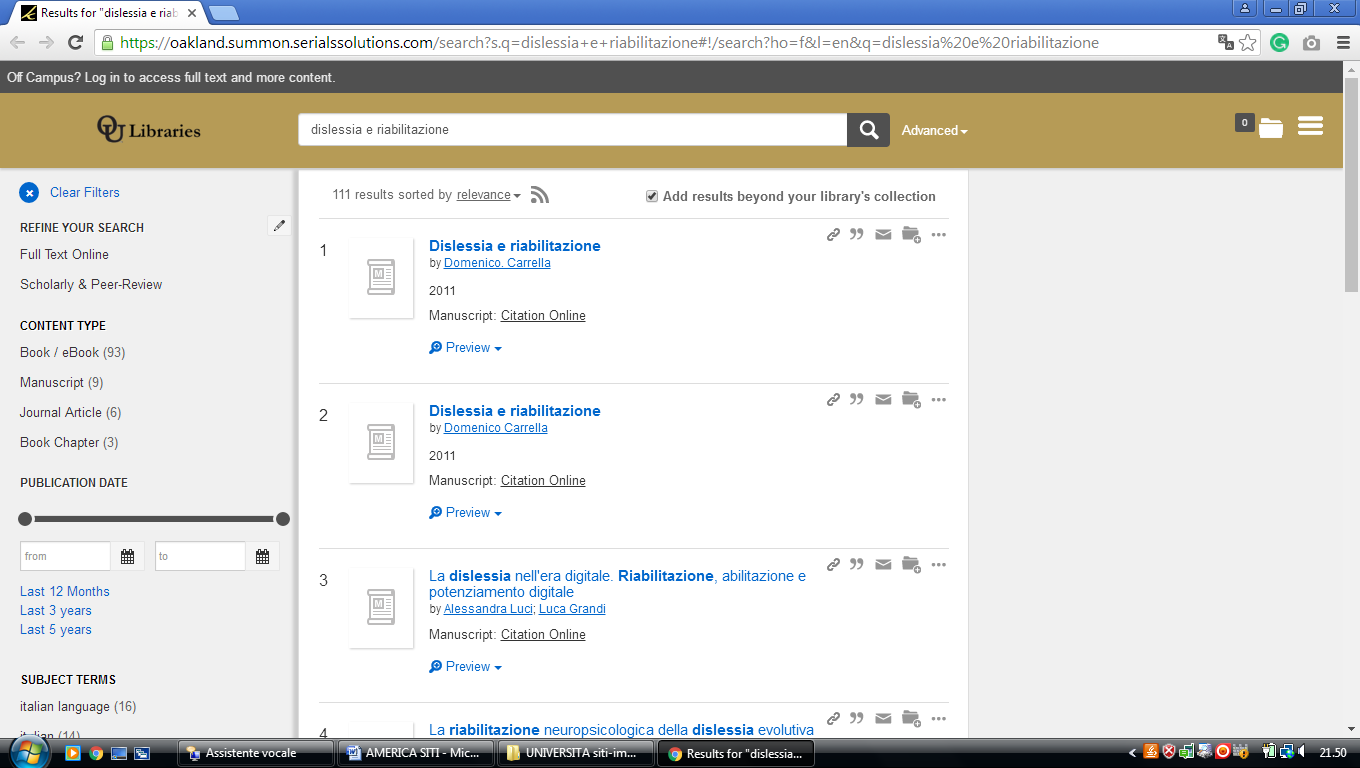 Results for "dislessia e riab
https://oakland.summon.serialssolutions.com/search?s.q=dislessia+e+riabilitazione#!/search?ho=f&l=en&q=dislessia%20e%20riabilitazione
Off Campus? Log in to access full text and more content.
OU Libraries
dislessia e riabilitazione
Advanced
0
Clear Filters
REFINE YOUR SEARCH
Full Text Online
Scholarly & Peer-Review
CONTENT TYPE
Book / eBook (93)
Manuscript (9)
Journal Article (6)
Book Chapter (3)
PUBLICATION DATE
from
to
Last 12 Months
Last 3 years
Last 5 years
SUBJECT TERMS
italian language (16)
italian (14)
111 results sorted by relevance
Add results beyond your library's collection
1
Dislessia e riabilitazione
by Domenico. Carrella
2011
Manuscript: Citation Online
Preview
2
Dislessia e riabilitazione
by Domenico Carrella
2011
Manuscript: Citation Online
Preview
3
La dislessia nell'era digitale. Riabilitazione, abilitazione e
potenziamento digitale
by Alessandra Luci; Luca Grandi
Manuscript: Citation Online
Preview
4
La riabilitazione neuropsicologica della dislessia evolutiva
Assistente vocale
AMERICA SITI - Mic...
UNIVERSITA siti-im...
Results for "dislessia...
21.50